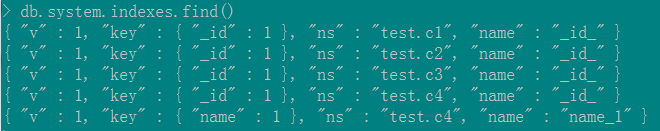 > db.system.indexes.find()
{ "v" : 1, "key" : { "_id" : 1 }, "ns" : "test.c1", "name" : "_id_" }
{ "v" : 1, "key" : { "_id" : 1 }, "ns" : "test.c2", "name" : "_id_" }
{ "v" : 1, "key" : { "_id" : 1 }, "ns" : "test.c3", "name" : "_id_" }
{ "v" : 1, "key" : { "_id" : 1 }, "ns" : "test.c4", "name" : "_id_" }
{ "v" : 1, "key" : { "name" : 1 }, "ns" : "test.c4", "name" : "name_1" }